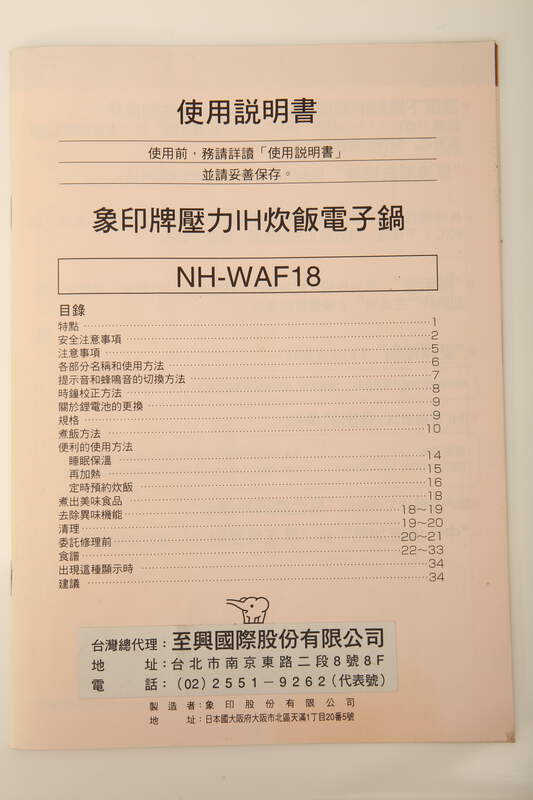 使用説明書
使用前，務請詳讀「使用説明書」
並請妥善保存。
象印牌壓力IH炊飯電子鍋
NH-WAF18
目錄
特點 1
安全注意事項 2
注意事項 5
各部分名稱和使用方法 6
提示音和蜂鳴音的切換方法 7
時鐘校正方法 8
關於鋰電池的更換 9
規格 9
煮飯方法 10
便利的使用方法
睡眠保溫 14
再加熱 15
定時預約炊飯 16
煮出美味食品 18
去除異味機能 18～19
清理 19～20
委託修理前 20～21
食譜 22～33
出現這種顯示時 34
建議 34
台灣總代理：至興國際股份有限公司
地 址：台北市南京東路二段8號8F
電 話：(02)2551－9262(代表號)
製造者：象印股份有限公司
地 址：日本國大阪府大阪市北區天滿1丁目20番5號